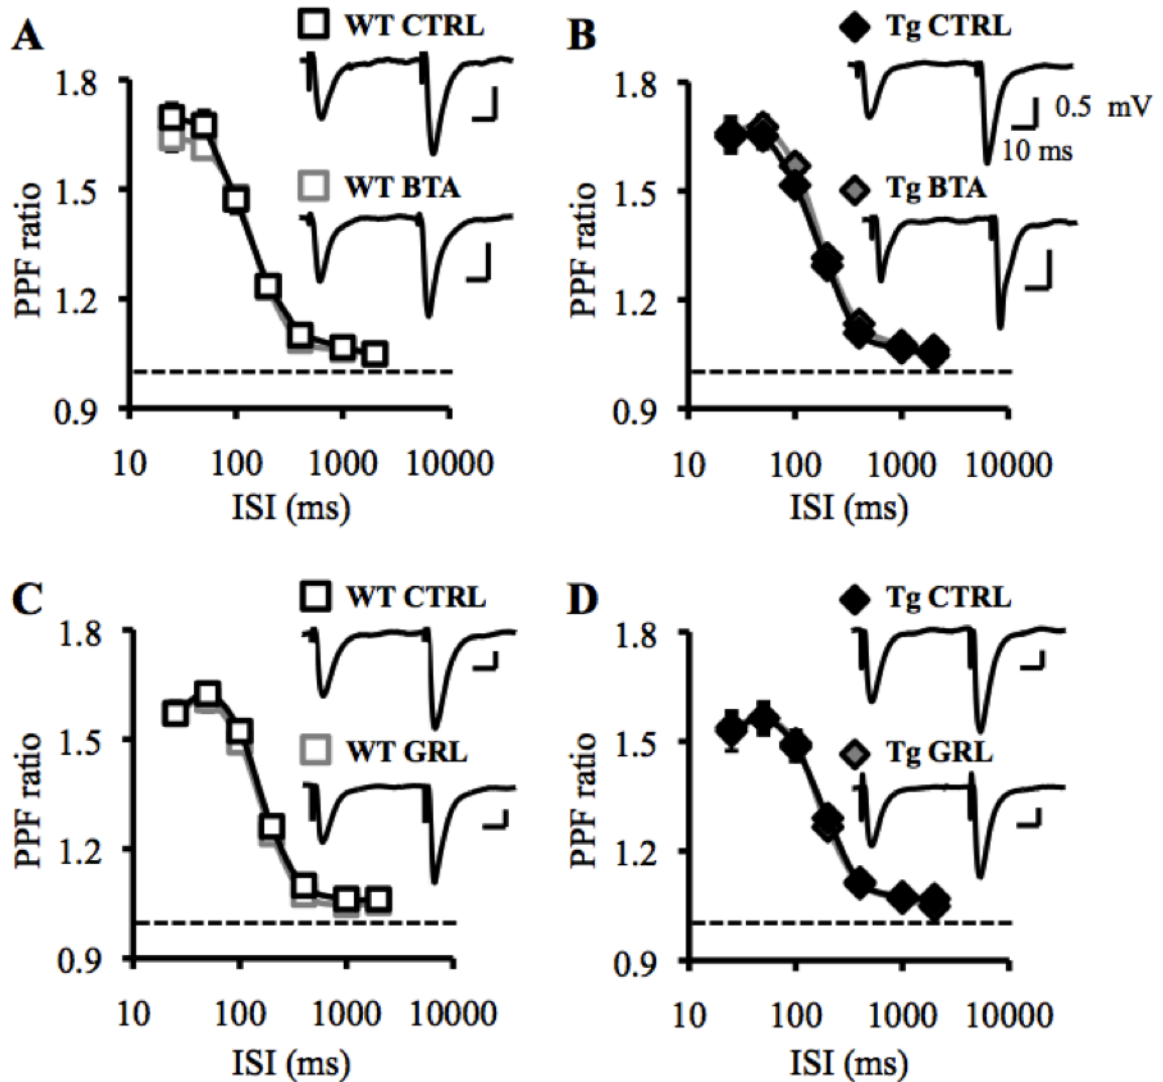 A
WT CTRL
1.8
1.5
1.2
0.9
PPF ratio
WT BTA
10 100 1000 10000
ISI (ms)
B
Tg CTRL
0.5 mV
10 ms
1.8
1.5
1.2
0.9
PPF ratio
Tg BTA
10 100 1000 10000
ISI (ms)
C
WT CTRL
1.8
1.5
1.2
0.9
PPF ratio
WT GRL
10 100 1000 10000
ISI (ms)
D
Tg CTRL
1.8
1.5
1.2
0.9
PPF ratio
Tg GRL
10 100 1000 10000
ISI (ms)